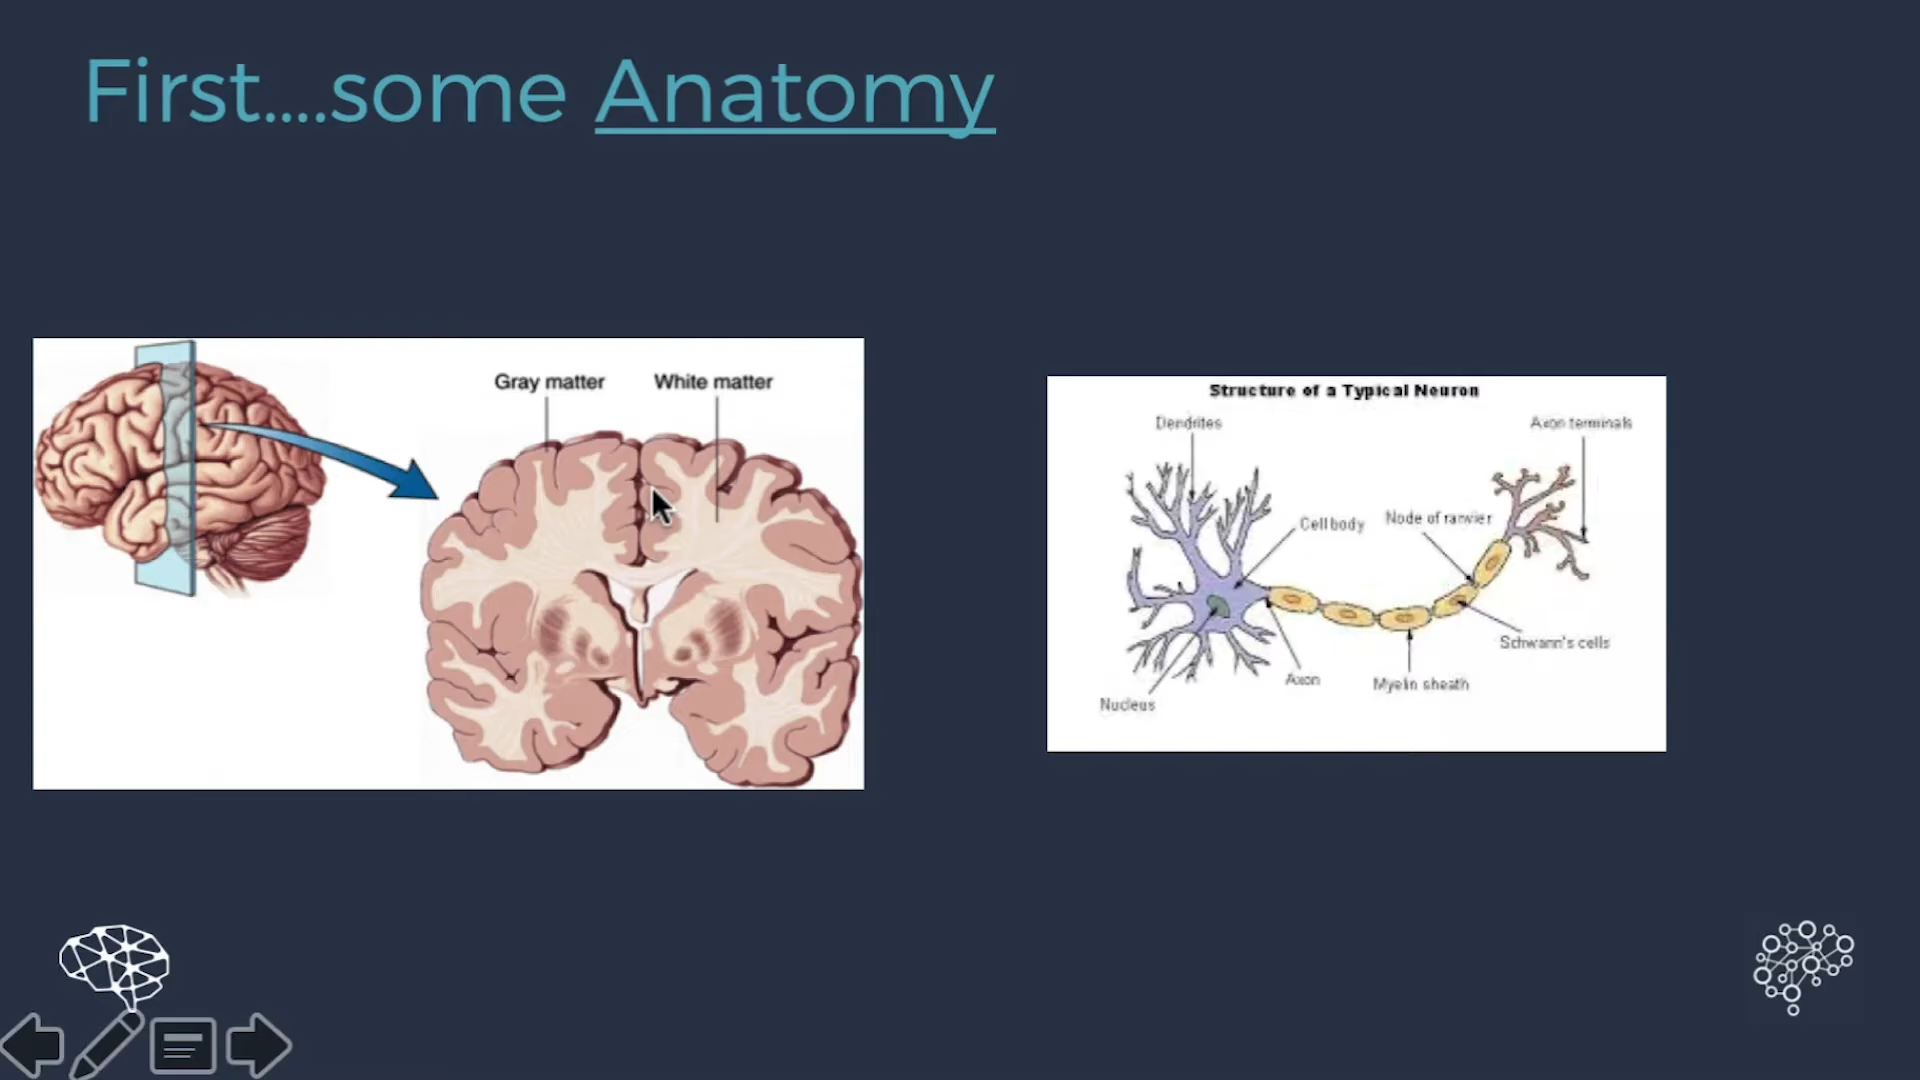 First....some Anatomy
Gray matter
White matter
Structure of a Typical Neuron
Dendrites
Axon terminals
Cell body
Node of ranvier
Schwann's cells
Axon
Myelin sheath
Nucleus